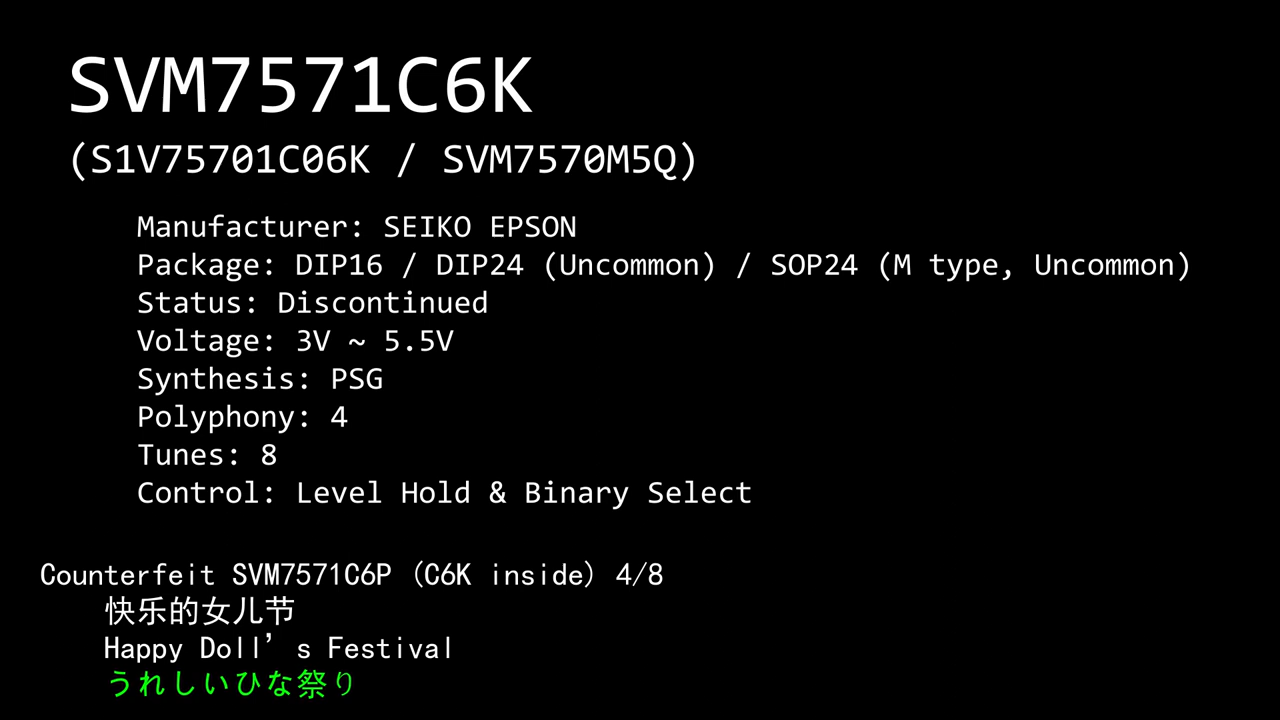 SVM7571C6K
(S1V75701C06K / SVM7570M5Q)
Manufacturer: SEIKO EPSON
Package: DIP16 / DIP24 (Uncommon) / SOP24 (M type, Uncommon)
Status: Discontinued
Voltage: 3V ~ 5.5V
Synthesis: PSG
Polyphony: 4
Tunes: 8
Control: Level Hold & Binary Select
Counterfeit SVM7571C6P (C6K inside) 4/8
快乐的女儿节
Happy Doll’s Festival
うれしいひな祭り